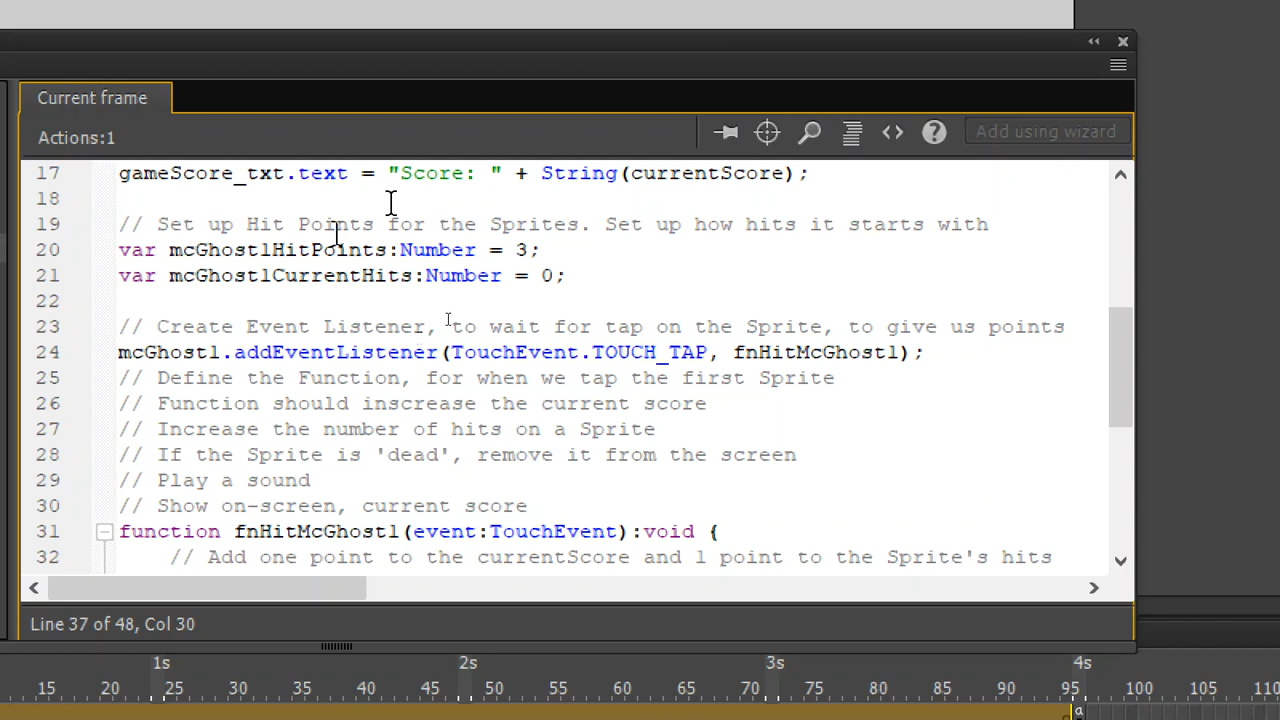 Current frame
Actions:1
Add using wizard
17 gameScore_txt.text = "Score: " + String(currentScore);
18
19 // Set up Hit Points for the Sprites. Set up how hits it starts with
20 var mcGhost1HitPoints:Number = 3;
21 var mcGhost1CurrentHits:Number = 0;
22
23 // Create Event Listener, to wait for tap on the Sprite, to give us points
24 mcGhost1.addEventListener(TouchEvent.TOUCH_TAP, fnHitMcGhost1);
25 // Define the Function, for when we tap the first Sprite
26 // Function should inscrease the current score
27 // Increase the number of hits on a Sprite
28 // If the Sprite is 'dead', remove it from the screen
29 // Play a sound
30 // Show on-screen, current score
31 function fnHitMcGhost1(event:TouchEvent):void {
32 // Add one point to the currentScore and 1 point to the Sprite's hits
Line 37 of 48, Col 30
1s 2s 3s 4s
15 20 25 30 35 40 45 50 55 60 65 70 75 80 85 90 95 100 105 110
a